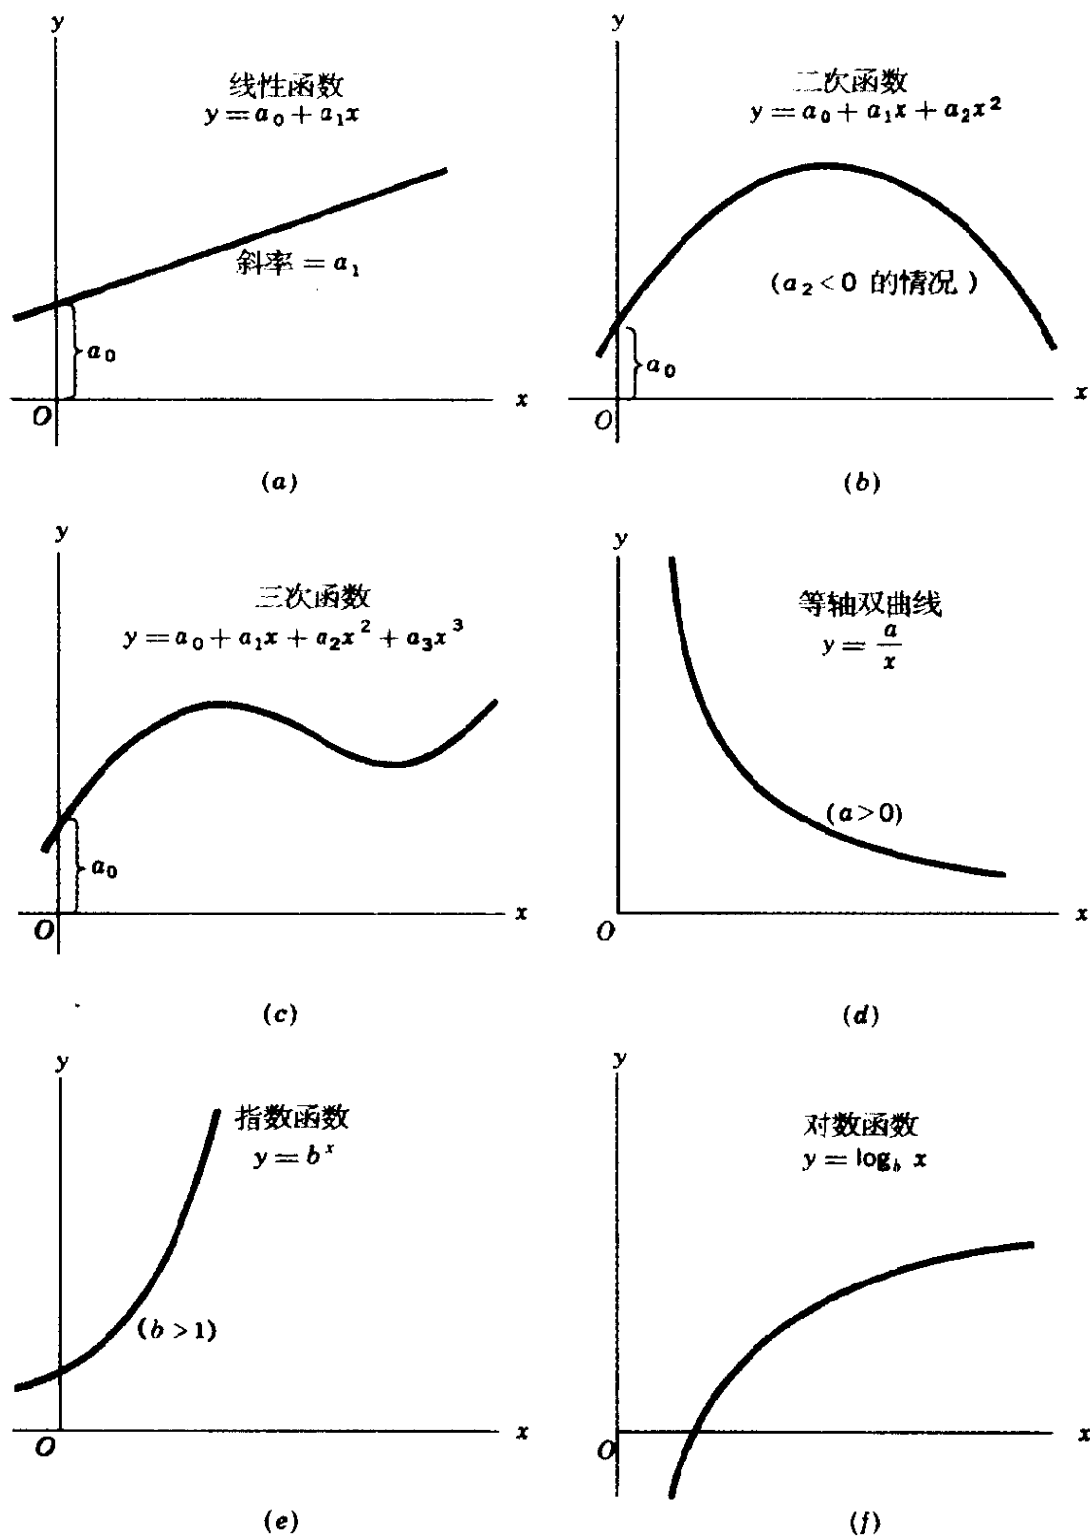 y
线性函数
y = a₀ + a₁x
斜率 = a₁
a₀
O
x
(a)
y
二次函数
y = a₀ + a₁x + a₂x²
(a₂ < 0 的情况)
a₀
O
x
(b)
y
三次函数
y = a₀ + a₁x + a₂x² + a₃x³
a₀
O
x
(c)
y
等轴双曲线
y = a/x
(a > 0)
O
x
(d)
y
指数函数
y = bˣ
(b > 1)
O
x
(e)
y
对数函数
y = log_b x
O
x
(f)